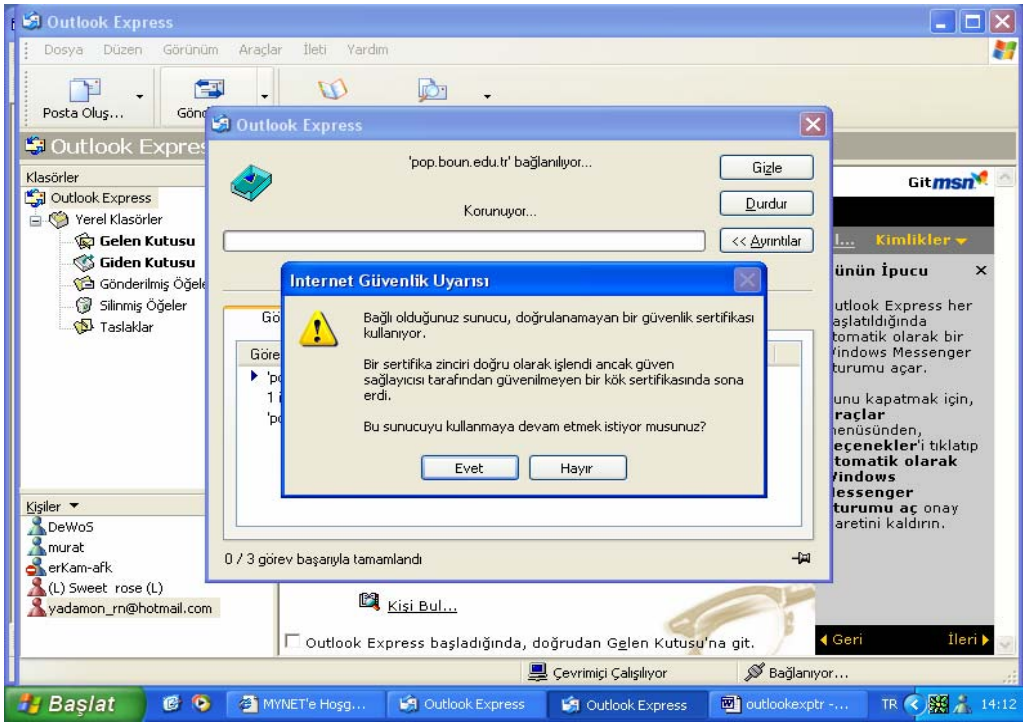 Outlook Express
Dosya Düzen Görünüm Araçlar İleti Yardım
Posta Oluş...
Outlook Express
'pop.boun.edu.tr' bağlanılıyor...
Korunuyor...
Gizle
Durdur
<< Ayrıntılar
Klasörler
Outlook Express
Yerel Klasörler
Gelen Kutusu
Giden Kutusu
Gönderilmiş Öğele
Silinmiş Öğeler
Taslaklar
Internet Güvenlik Uyarısı
Bağlı olduğunuz sunucu, doğrulanamayan bir güvenlik sertifikası
kullanıyor.
Bir sertifika zinciri doğru olarak işlendi ancak güven
sağlayıcısı tarafından güvenilmeyen bir kök sertifikasında sona
erdi.
Bu sunucuyu kullanmaya devam etmek istiyor musunuz?
Evet
Hayır
0 / 3 görev başarıyla tamamlandı
Git msn
Kimlikler
ünün İpucu
utlook Express her
aşlatıldığında
tomatik olarak bir
indows Messenger
turumu açar.
unu kapatmak için,
raçlar
enüsünden,
eçenekler'i tıklatıp
tomatik olarak
indows
essenger
turumu aç onay
aretini kaldırın.
Geri
İleri
Kişiler
DeWoS
murat
erKam-afk
(L) Sweet rose (L)
yadamon_rn@hotmail.com
Kişi Bul...
Outlook Express başladığında, doğrudan Gelen Kutusu'na git.
Çevrimiçi Çalışılıyor
Bağlanıyor...
Başlat
MYNET'e Hoşg...
Outlook Express
Outlook Express
outlookexptr -...
TR
14:12